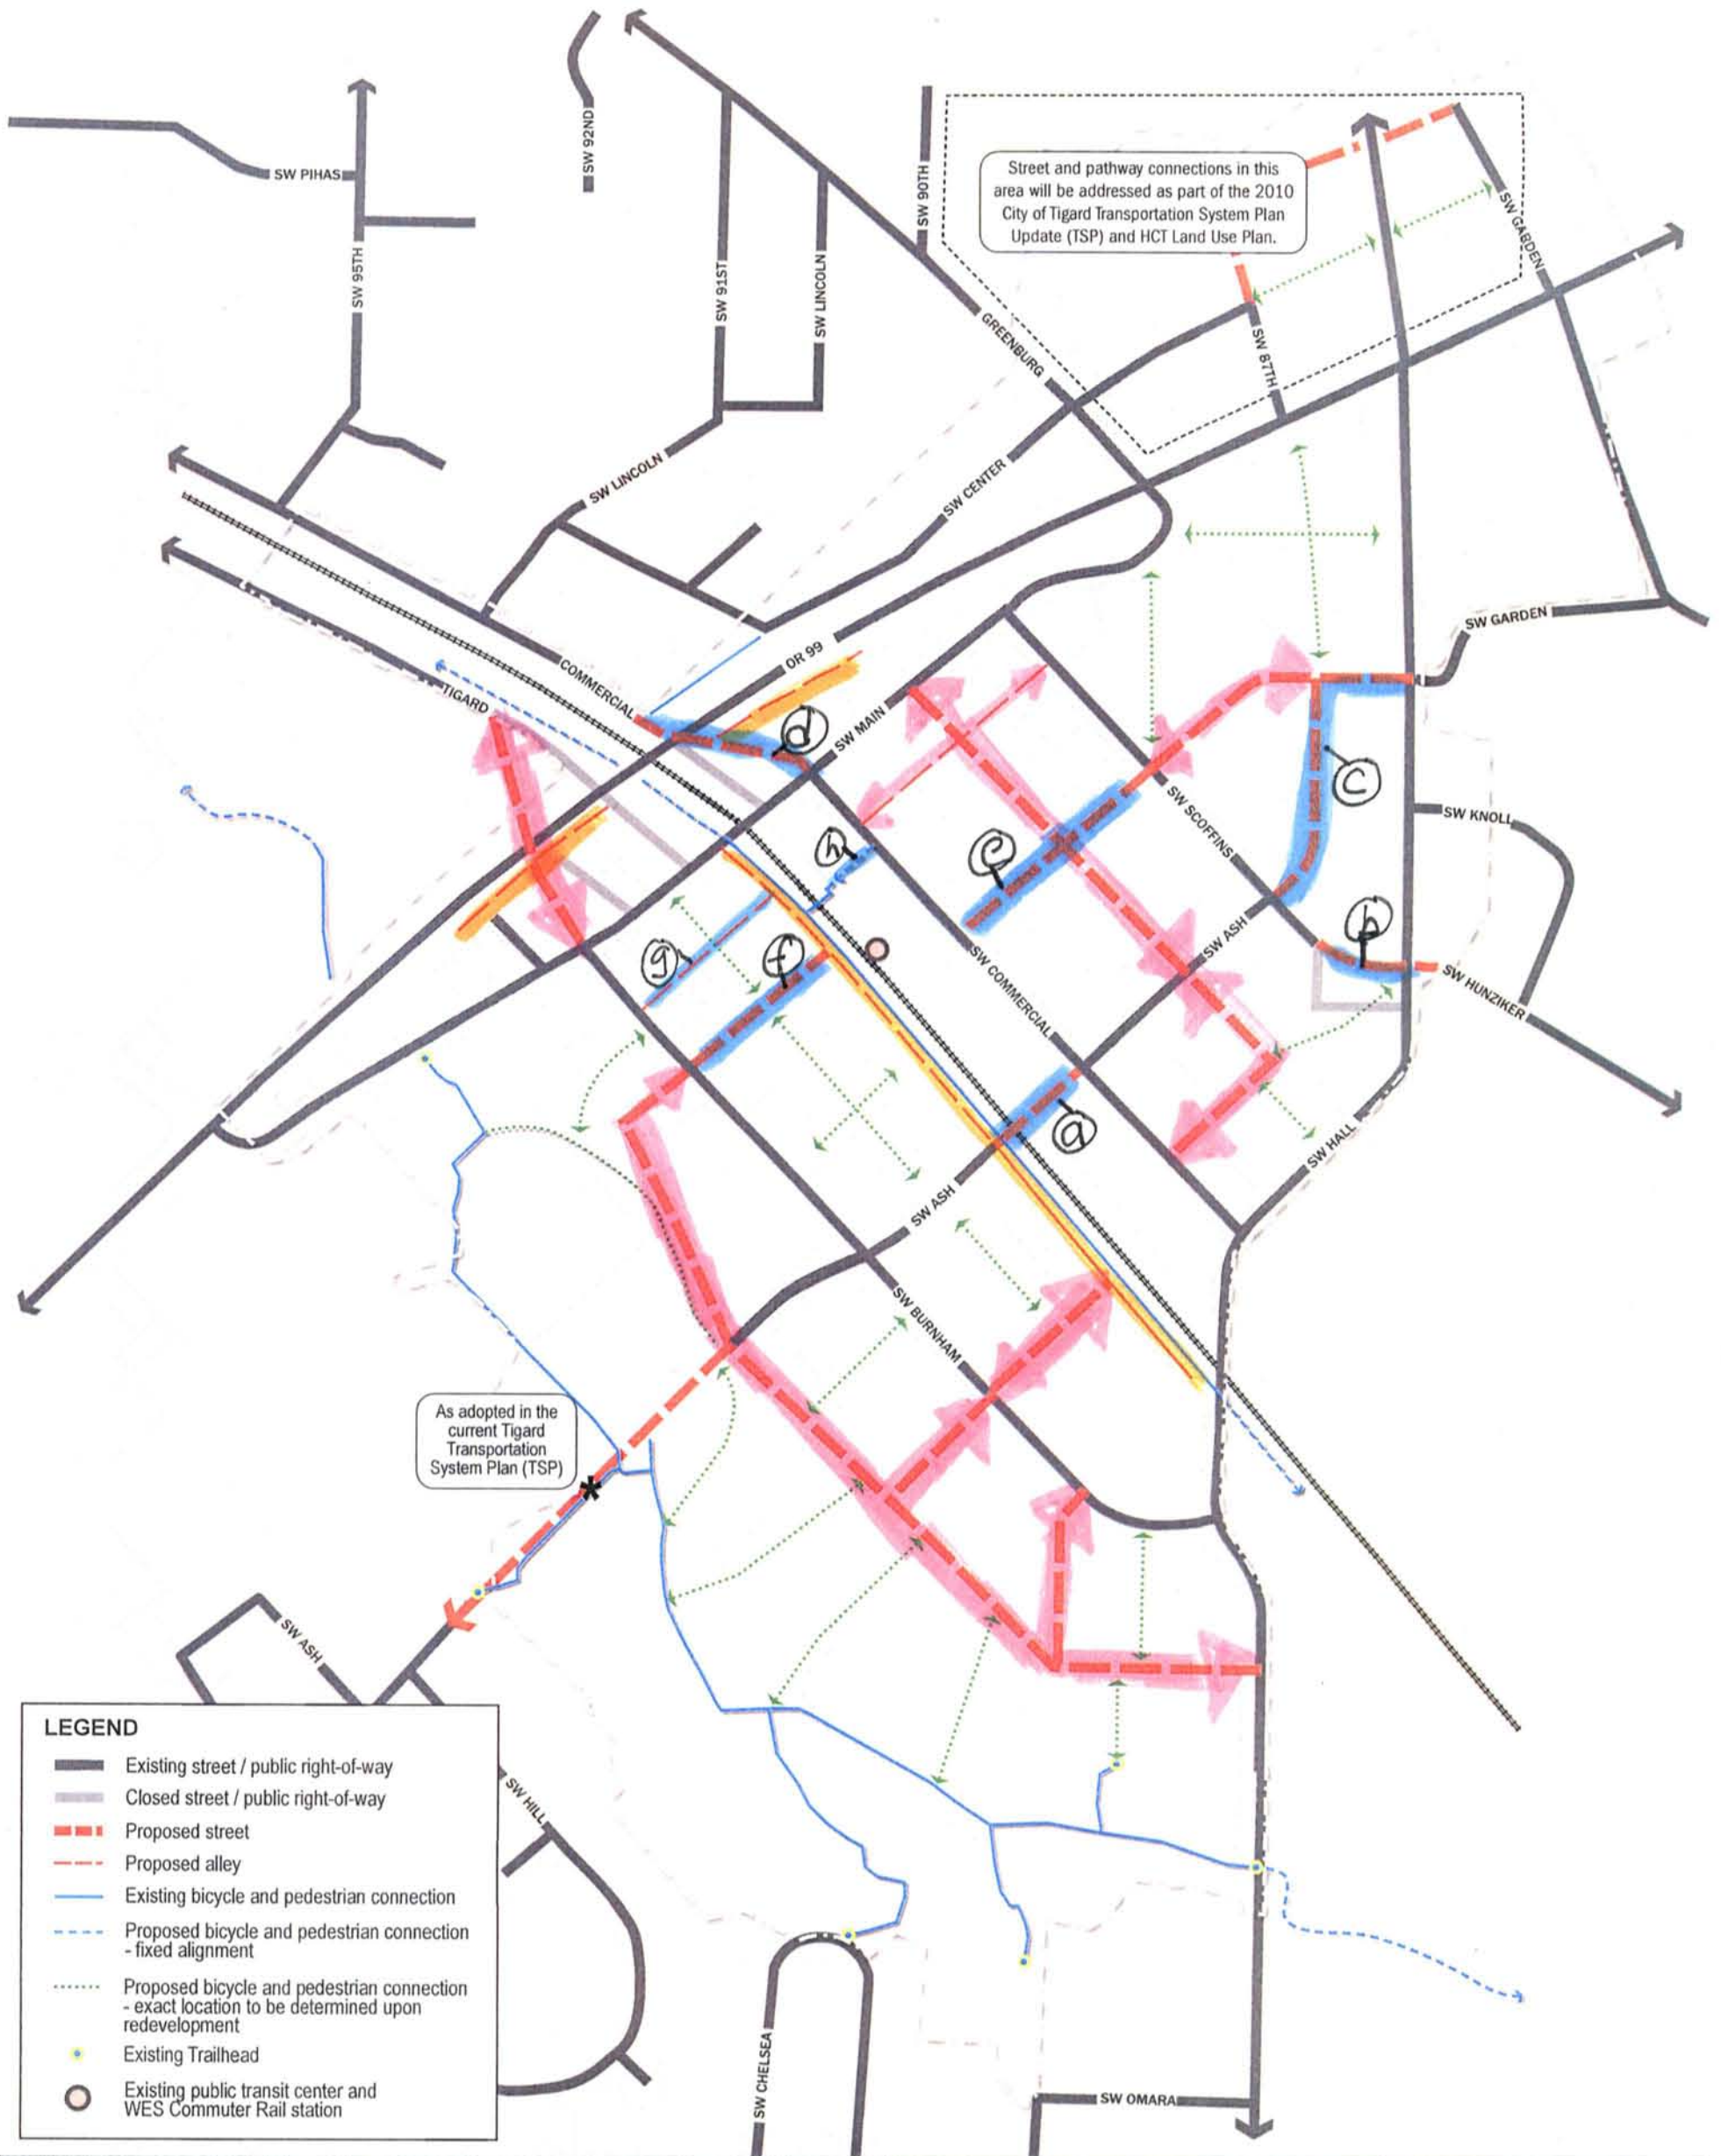 SW 92ND
SW PIHAS
SW 95TH
SW 91ST
SW LINCOLN
SW 90TH
Street and pathway connections in this
area will be addressed as part of the 2010
City of Tigard Transportation System Plan
Update (TSP) and HCT Land Use Plan.
SW GARDEN
GREENBURG
SW 87TH
SW LINCOLN
SW CENTER
SW GARDEN
OR 99
COMMERCIAL
TIGARD
d
SW MAIN
c
SW SCOFFINS
SW KNOLL
h
e
SW ASH
b
g
f
SW COMMERCIAL
SW HUNZIKER
a
SW HALL
SW ASH
SW BURNHAM
As adopted in the
current Tigard
Transportation
System Plan (TSP)
*
SW ASH
LEGEND
Existing street / public right-of-way
Closed street / public right-of-way
Proposed street
Proposed alley
Existing bicycle and pedestrian connection
Proposed bicycle and pedestrian connection
- fixed alignment
Proposed bicycle and pedestrian connection
- exact location to be determined upon
redevelopment
Existing Trailhead
Existing public transit center and
WES Commuter Rail station
SW HILL
SW CHELSEA
SW OMARA